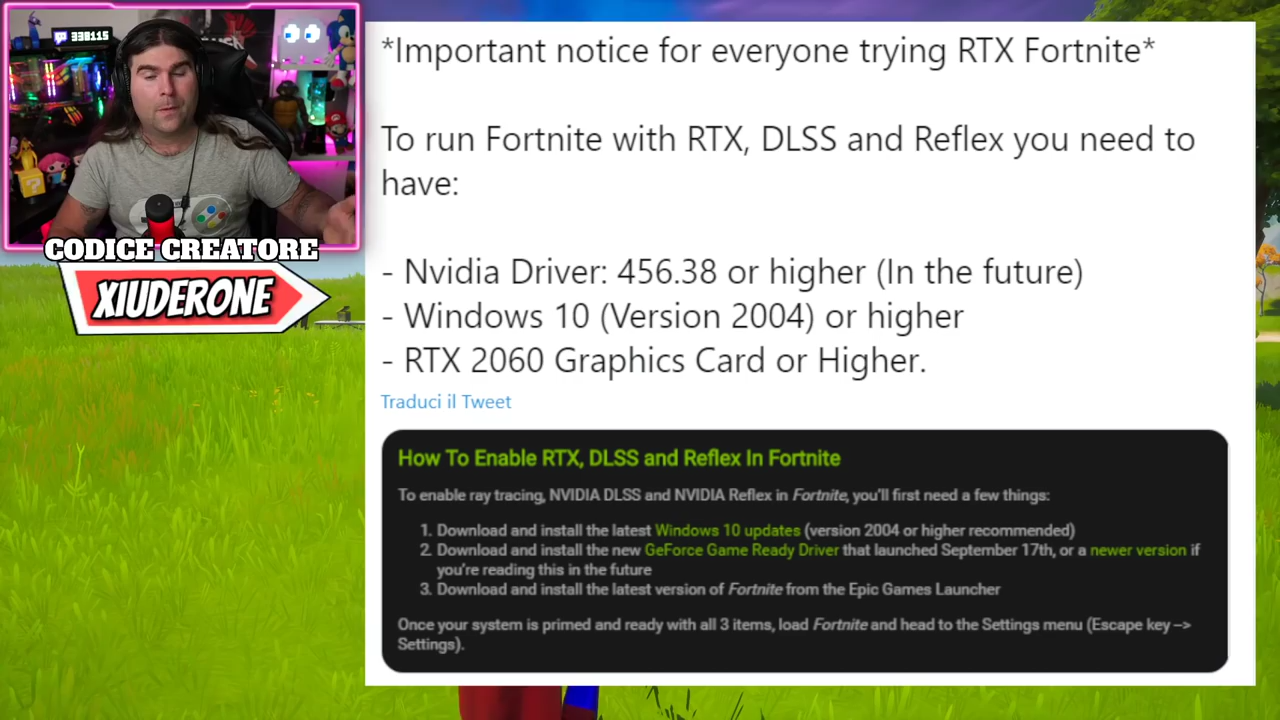 338115
CODICE CREATORE
XIUDERONE
*Important notice for everyone trying RTX Fortnite*
To run Fortnite with RTX, DLSS and Reflex you need to
have:
- Nvidia Driver: 456.38 or higher (In the future)
- Windows 10 (Version 2004) or higher
- RTX 2060 Graphics Card or Higher.
Traduci il Tweet
How To Enable RTX, DLSS and Reflex In Fortnite
To enable ray tracing, NVIDIA DLSS and NVIDIA Reflex in Fortnite, you'll first need a few things:
1. Download and install the latest Windows 10 updates (version 2004 or higher recommended)
2. Download and install the new GeForce Game Ready Driver that launched September 17th, or a newer version if
you're reading this in the future
3. Download and install the latest version of Fortnite from the Epic Games Launcher
Once your system is primed and ready with all 3 items, load Fortnite and head to the Settings menu (Escape key -->
Settings).